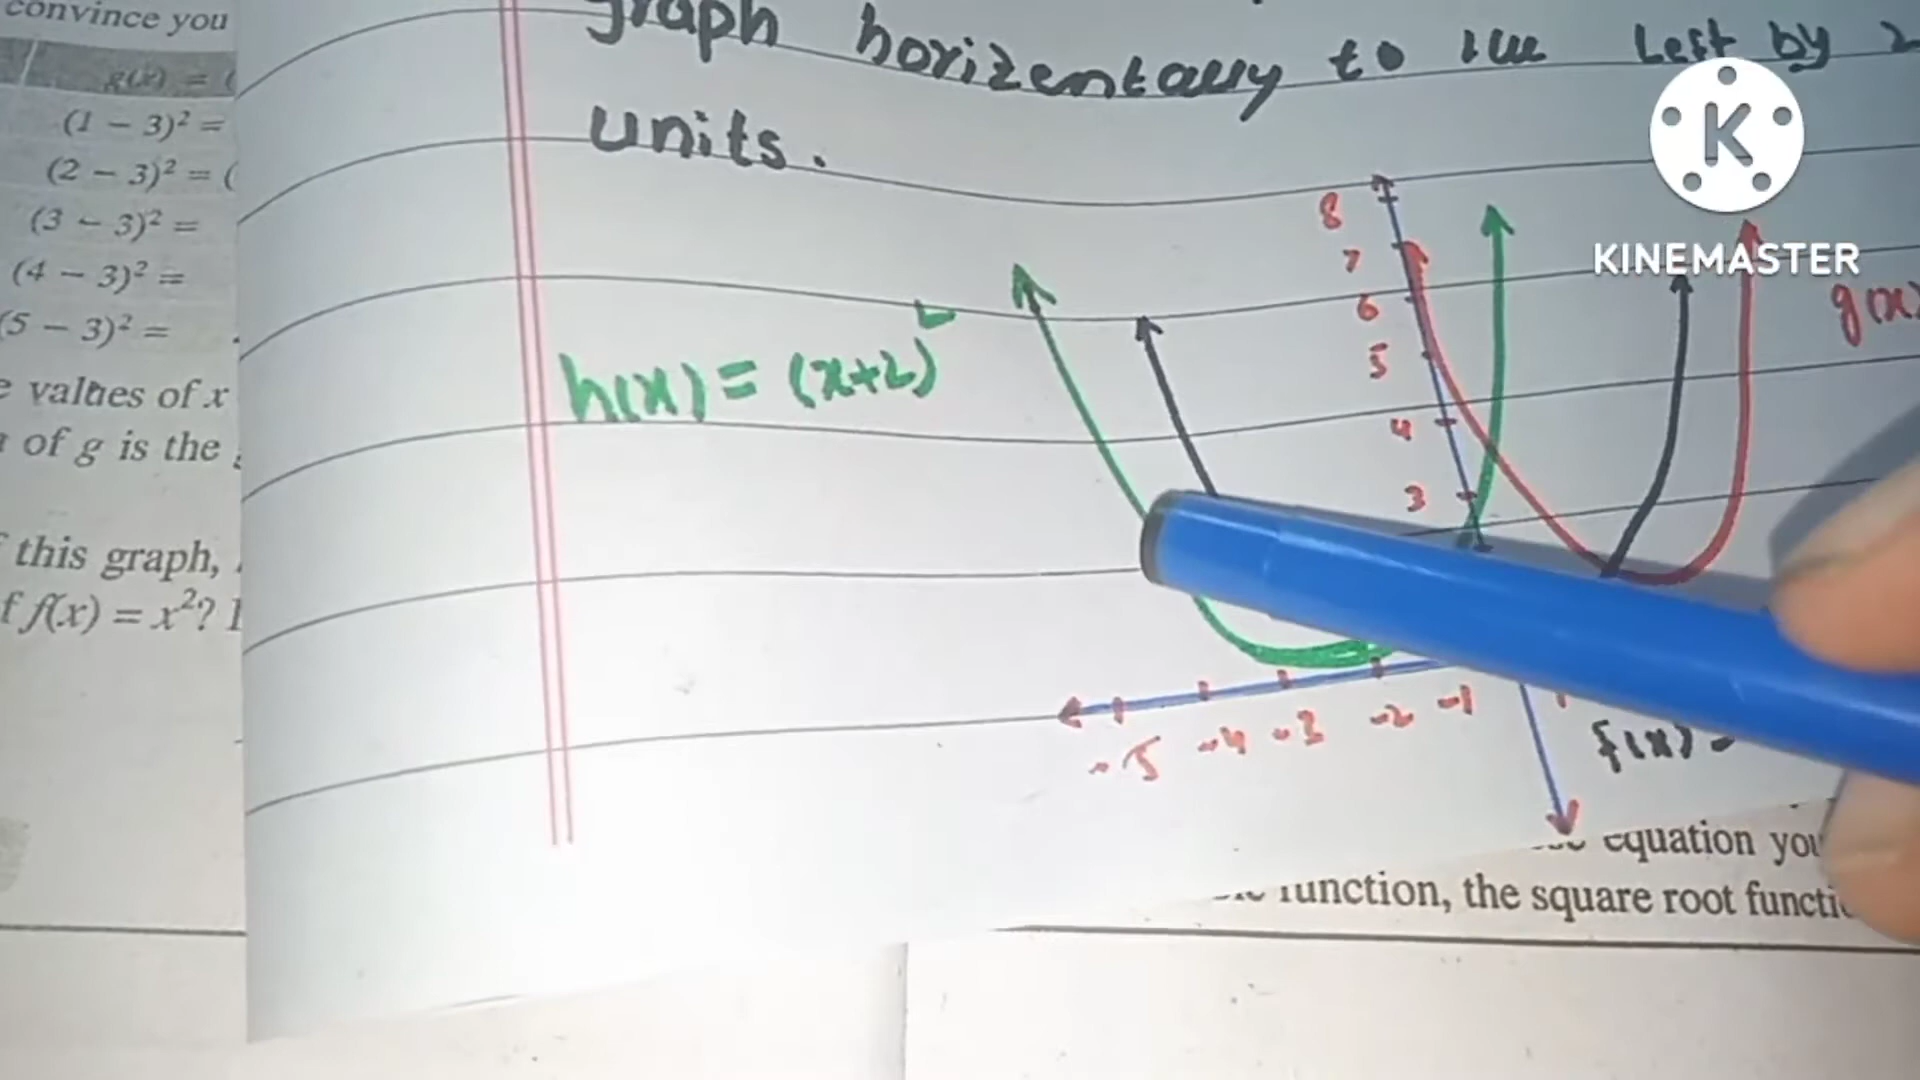 convince you
g(x) = (
(1 − 3)² =
(2 − 3)² = (
(3 − 3)² =
(4 − 3)² =
(5 − 3)² =
values of x
of g is the
this graph,
f f(x) = x²?
graph horizentally to the Left by 2
units.
KINEMASTER
8
7
6
5
4
3
g(x)
h(x) = (x+2)²
-5 -4 -3 -2 -1
f(x) =
equation you
function, the square root functi